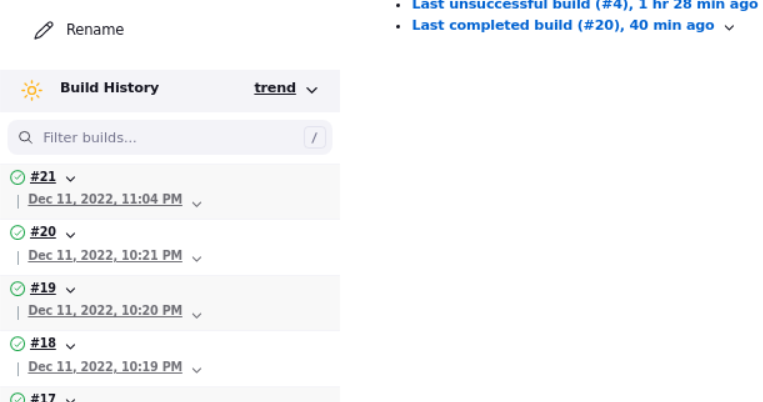 Last unsuccessful build (#4), 1 hr 28 min ago
Last completed build (#20), 40 min ago
Rename
Build History trend
Filter builds... /
#21
Dec 11, 2022, 11:04 PM
#20
Dec 11, 2022, 10:21 PM
#19
Dec 11, 2022, 10:20 PM
#18
Dec 11, 2022, 10:19 PM
#17